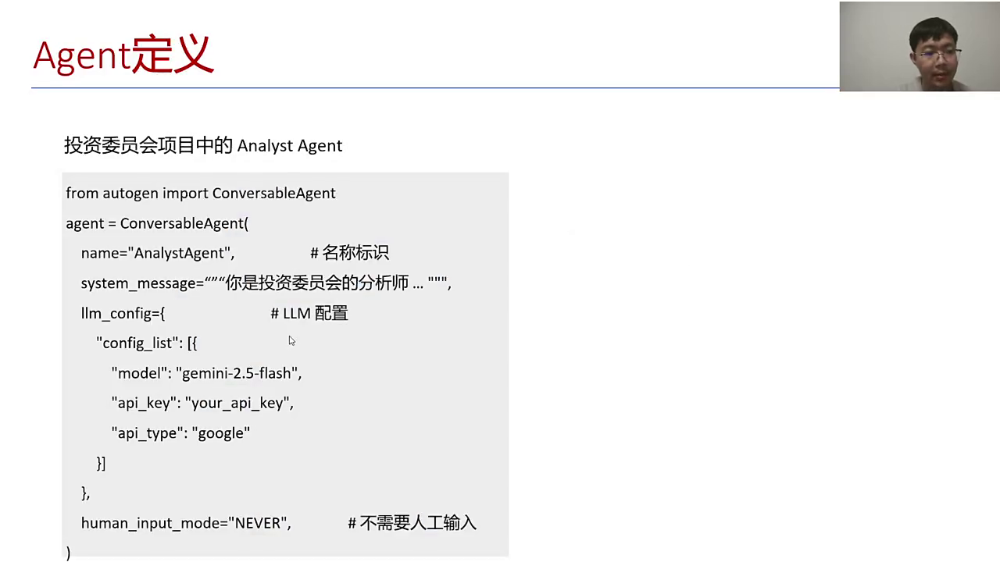 Agent定义
投资委员会项目中的 Analyst Agent
from autogen import ConversableAgent
agent = ConversableAgent(
name="AnalystAgent", # 名称标识
system_message=“”“你是投资委员会的分析师 ... """,
llm_config={ # LLM 配置
"config_list": [{
"model": "gemini-2.5-flash",
"api_key": "your_api_key",
"api_type": "google"
}]
},
human_input_mode="NEVER", # 不需要人工输入
)